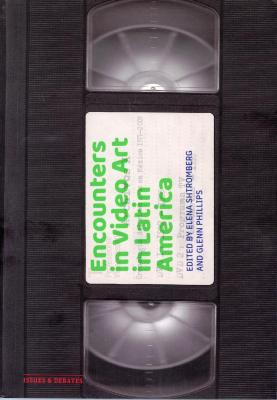 Encounters
in Video Art
in Latin
America
EDITED BY ELENA SHTROMBERG
AND GLENN PHILLIPS
ISSUES & DEBATES